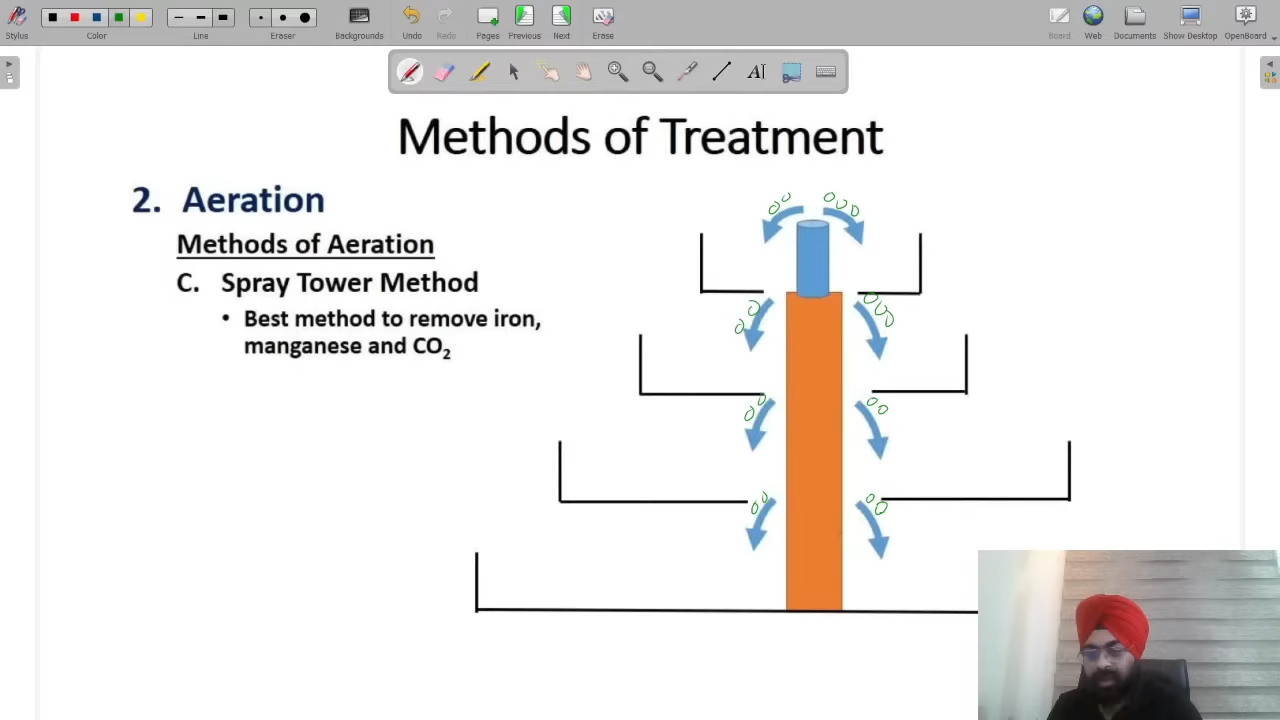 Stylus
Color
Line
Eraser
Backgrounds
Undo
Redo
Pages
Previous
Next
Erase
Board
Web
Documents
Show Desktop
OpenBoard
Methods of Treatment
2. Aeration
Methods of Aeration
C. Spray Tower Method
• Best method to remove iron,
manganese and CO₂